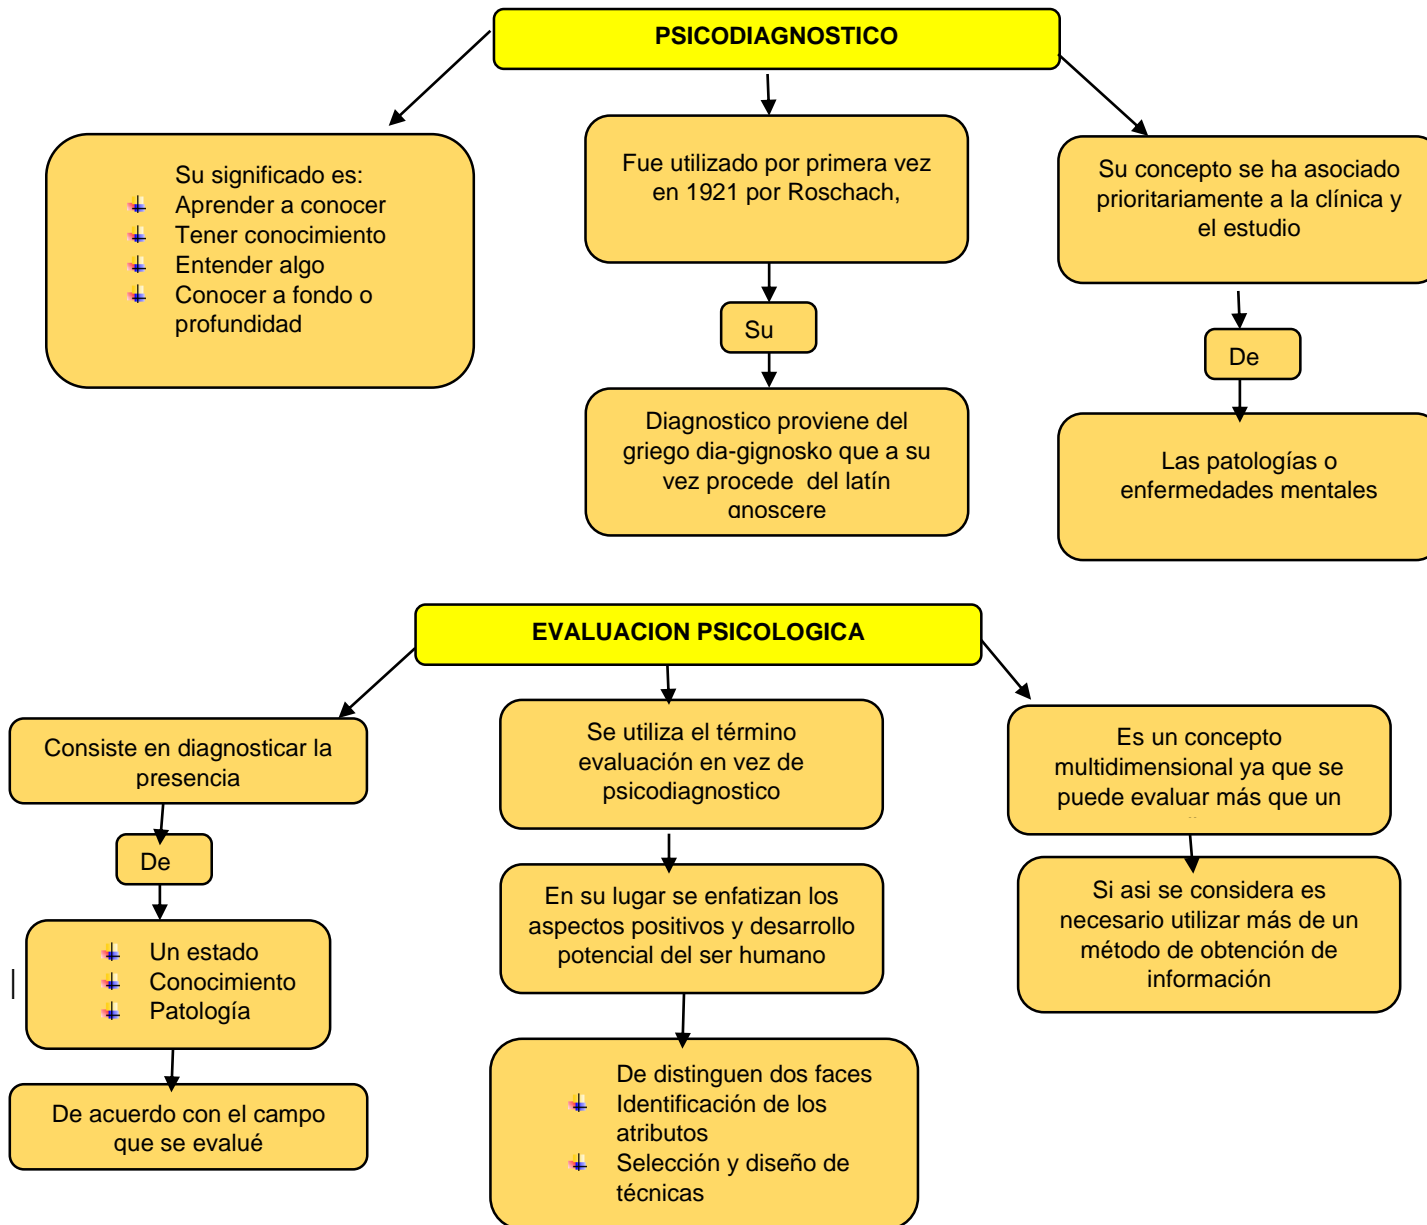 PSICODIAGNOSTICO
Su significado es:
Aprender a conocer
Tener conocimiento
Entender algo
Conocer a fondo o
profundidad
Fue utilizado por primera vez
en 1921 por Roschach,
Su
Diagnostico proviene del
griego dia-gignosko que a su
vez procede del latín
gnoscere
Su concepto se ha asociado
prioritariamente a la clínica y
el estudio
De
Las patologías o
enfermedades mentales
EVALUACION PSICOLOGICA
Consiste en diagnosticar la
presencia
De
Un estado
Conocimiento
Patología
De acuerdo con el campo
que se evalué
Se utiliza el término
evaluación en vez de
psicodiagnostico
En su lugar se enfatizan los
aspectos positivos y desarrollo
potencial del ser humano
De distinguen dos faces
Identificación de los
atributos
Selección y diseño de
técnicas
Es un concepto
multidimensional ya que se
puede evaluar más que un
Si asi se considera es
necesario utilizar más de un
método de obtención de
información